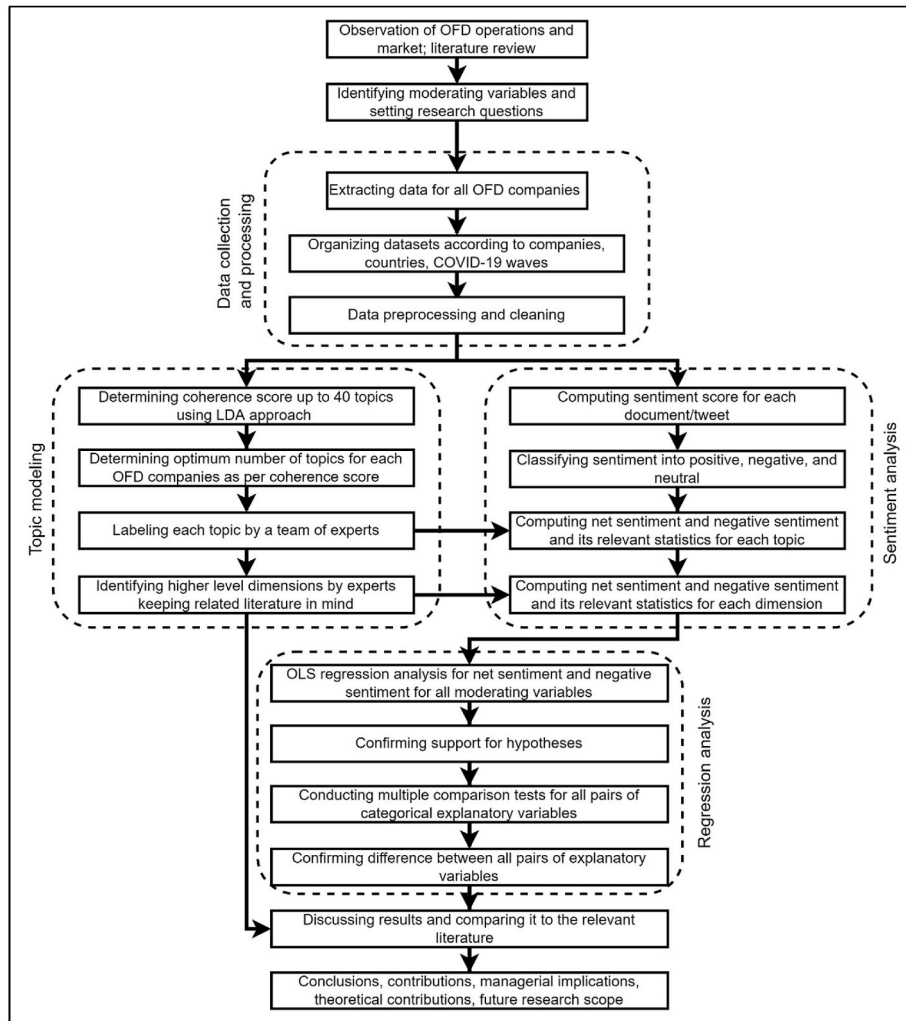 Observation of OFD operations and
market; literature review
Identifying moderating variables and
setting research questions
Data collection
and processing
Extracting data for all OFD companies
Organizing datasets according to companies,
countries, COVID-19 waves
Data preprocessing and cleaning
Topic modeling
Determining coherence score up to 40 topics
using LDA approach
Determining optimum number of topics for each
OFD companies as per coherence score
Labeling each topic by a team of experts
Identifying higher level dimensions by experts
keeping related literature in mind
Sentiment analysis
Computing sentiment score for each
document/tweet
Classifying sentiment into positive, negative, and
neutral
Computing net sentiment and negative sentiment
and its relevant statistics for each topic
Computing net sentiment and negative sentiment
and its relevant statistics for each dimension
Regression analysis
OLS regression analysis for net sentiment and negative
sentiment for all moderating variables
Confirming support for hypotheses
Conducting multiple comparison tests for all pairs of
categorical explanatory variables
Confirming difference between all pairs of explanatory
variables
Discussing results and comparing it to the relevant
literature
Conclusions, contributions, managerial implications,
theoretical contributions, future research scope